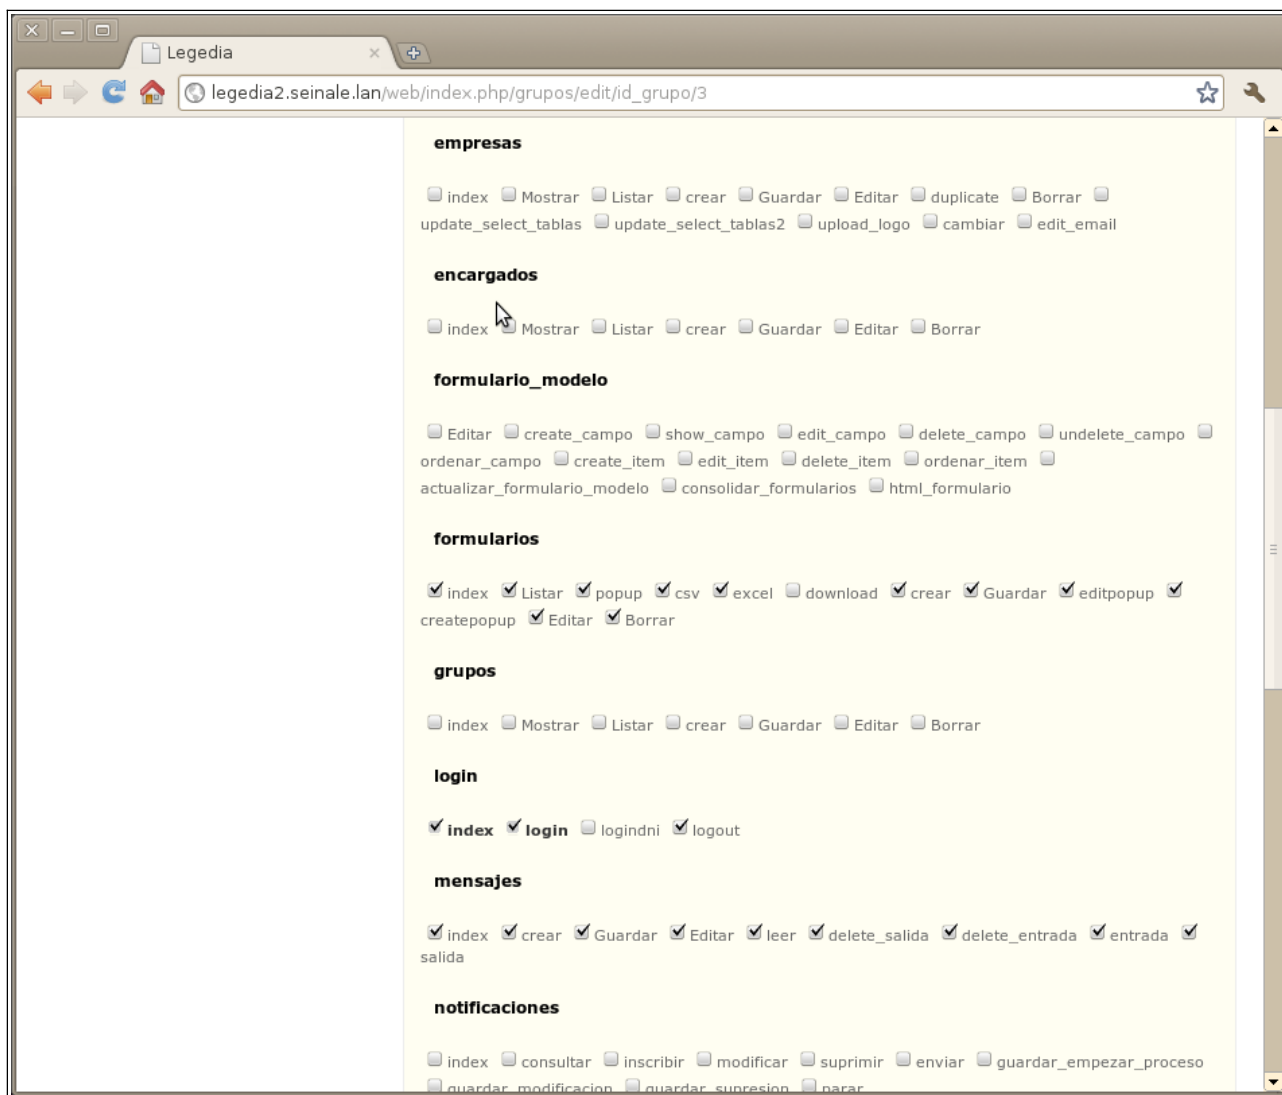 Legedia
legedia2.seinale.lan/web/index.php/grupos/edit/id_grupo/3
empresas
index Mostrar Listar crear Guardar Editar duplicate Borrar
update_select_tablas update_select_tablas2 upload_logo cambiar edit_email
encargados
index Mostrar Listar crear Guardar Editar Borrar
formulario_modelo
Editar create_campo show_campo edit_campo delete_campo undelete_campo
ordenar_campo create_item edit_item delete_item ordenar_item
actualizar_formulario_modelo consolidar_formularios html_formulario
formularios
index Listar popup csv excel download crear Guardar editpopup
createpopup Editar Borrar
grupos
index Mostrar Listar crear Guardar Editar Borrar
login
index login logindni logout
mensajes
index crear Guardar Editar leer delete_salida delete_entrada entrada
salida
notificaciones
index consultar inscribir modificar suprimir enviar guardar_empezar_proceso
guardar_modificacion guardar_supresion parar